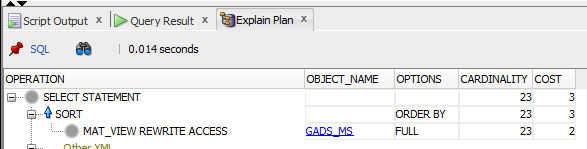 Script Output x Query Result x Explain Plan x
SQL 0.014 seconds
OPERATION OBJECT_NAME OPTIONS CARDINALITY COST
SELECT STATEMENT 23 3
SORT ORDER BY 23 3
MAT_VIEW REWRITE ACCESS GADS_MS FULL 23 2
Other XML